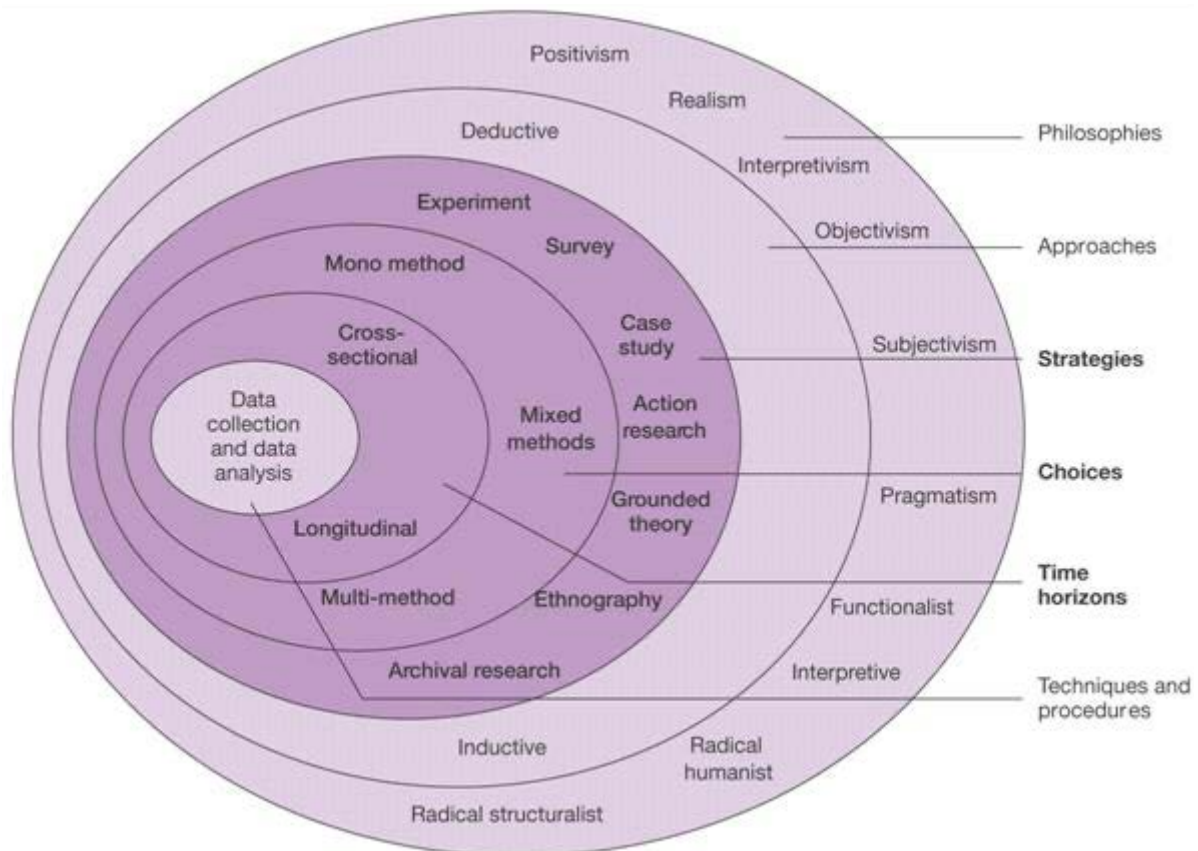 Positivism
Realism
Philosophies
Deductive
Interpretivism
Experiment
Objectivism
Approaches
Survey
Mono method
Case
study
Cross-
sectional
Subjectivism
Strategies
Data
collection
and data
analysis
Mixed
methods
Action
research
Choices
Pragmatism
Grounded
theory
Longitudinal
Time
horizons
Multi-method
Ethnography
Functionalist
Archival research
Interpretive
Techniques and
procedures
Inductive
Radical
humanist
Radical structuralist